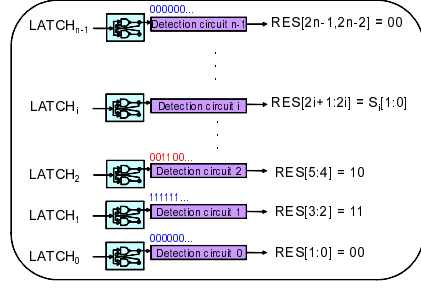 000000...
LATCHn-1 Detection circuit n-1 RES[2n-1,2n-2] = 00
LATCHi Detection circuit i RES[2i+1:2i] = Si[1:0]
001100...
LATCH2 Detection circuit 2 RES[5:4] = 10
111111...
LATCH1 Detection circuit 1 RES[3:2] = 11
000000...
LATCH0 Detection circuit 0 RES[1:0] = 00